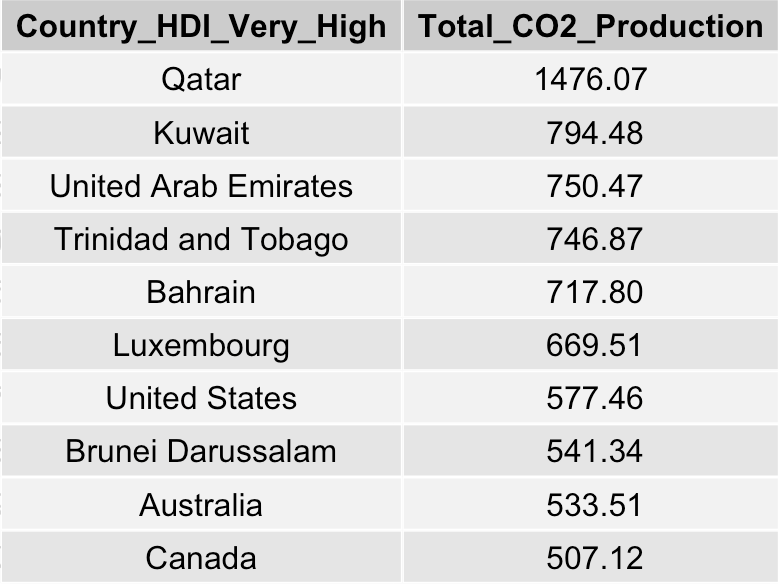 Country_HDI_Very_High Total_CO2_Production
Qatar 1476.07
Kuwait 794.48
United Arab Emirates 750.47
Trinidad and Tobago 746.87
Bahrain 717.80
Luxembourg 669.51
United States 577.46
Brunei Darussalam 541.34
Australia 533.51
Canada 507.12